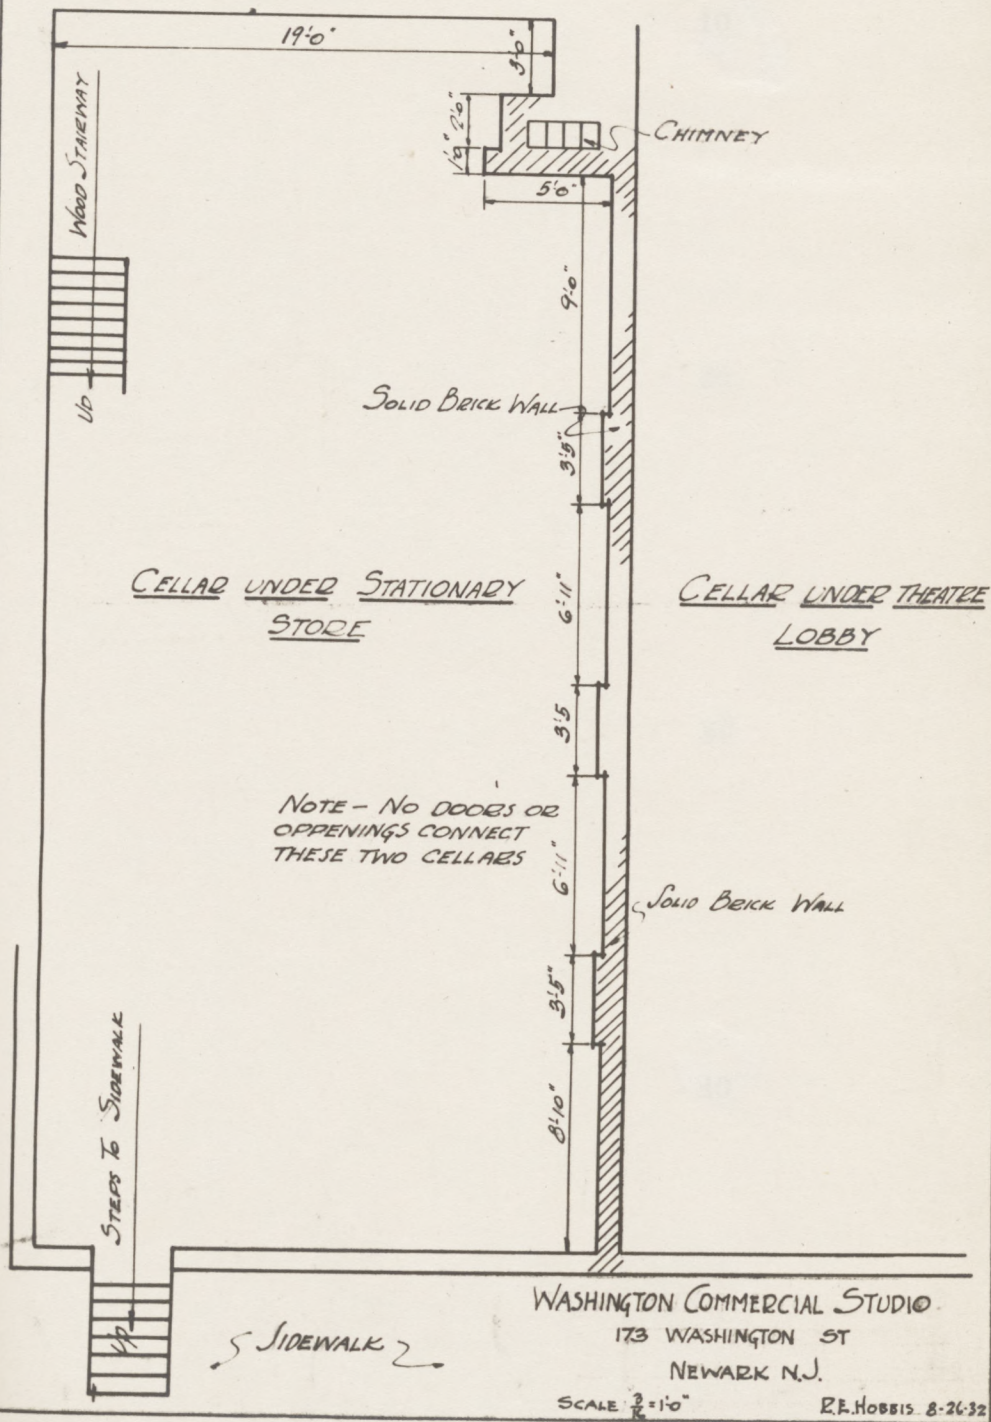 19'-0"
3'-0"
WOOD STAIRWAY
2'-0"
1'-0"
CHIMNEY
5'-0"
9'-0"
UP
SOLID BRICK WALL
3'-5"
CELLAR UNDER STATIONARY
STORE
6'-11"
CELLAR UNDER THEATRE
LOBBY
3'-5
NOTE - NO DOORS OR
OPPENINGS CONNECT
THESE TWO CELLARS
6'-11"
SOLID BRICK WALL
3'-5"
STEPS TO SIDEWALK
8'-10"
UP
SIDEWALK
WASHINGTON COMMERCIAL STUDIO
173 WASHINGTON ST
NEWARK N.J.
SCALE 3/16 = 1'-0"
R.E. HOBBIS 8-26-32